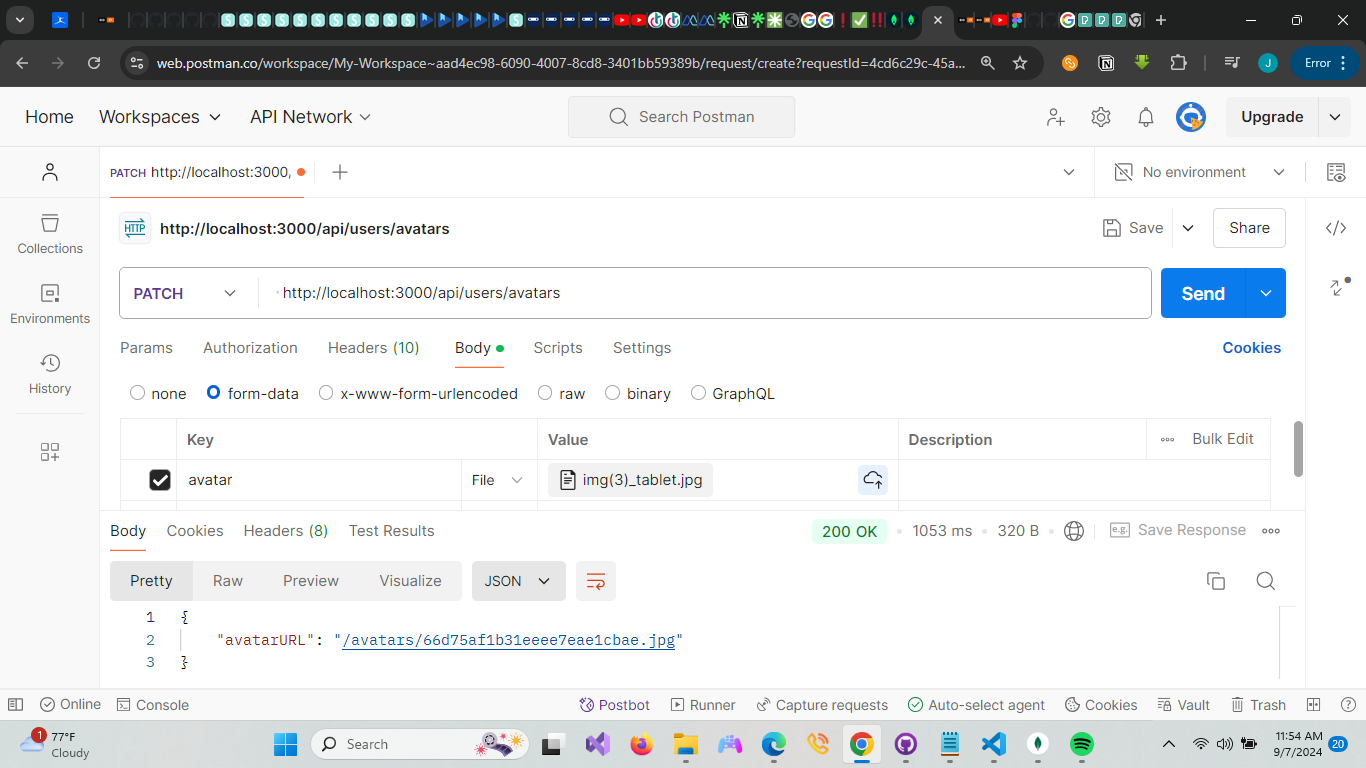 web.postman.co/workspace/My-Workspace~aad4ec98-6090-4007-8cd8-3401bb59389b/request/create?requestId=4cd6c29c-45a...
J
Error
Home
Workspaces
API Network
Search Postman
Upgrade
PATCH http://localhost:3000,
No environment
HTTP
http://localhost:3000/api/users/avatars
Save
Share
Collections
Environments
History
PATCH
http://localhost:3000/api/users/avatars
Send
Params
Authorization
Headers (10)
Body
Scripts
Settings
Cookies
none
form-data
x-www-form-urlencoded
raw
binary
GraphQL
Key
Value
Description
Bulk Edit
avatar
File
img(3)_tablet.jpg
Body
Cookies
Headers (8)
Test Results
200 OK
1053 ms
320 B
e.g.
Save Response
Pretty
Raw
Preview
Visualize
JSON
1 {
2 "avatarURL": "/avatars/66d75af1b31eeee7eae1cbae.jpg"
3 }
Online
Console
Postbot
Runner
Capture requests
Auto-select agent
Cookies
Vault
Trash
1
77°F
Cloudy
Search
11:54 AM
9/7/2024
20